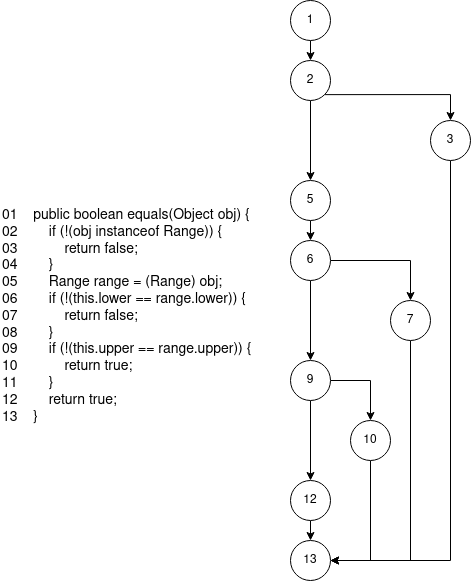 1
2
3
5
6
7
9
10
12
13
01 public boolean equals(Object obj) {
02 if (!(obj instanceof Range)) {
03 return false;
04 }
05 Range range = (Range) obj;
06 if (!(this.lower == range.lower)) {
07 return false;
08 }
09 if (!(this.upper == range.upper)) {
10 return true;
11 }
12 return true;
13 }